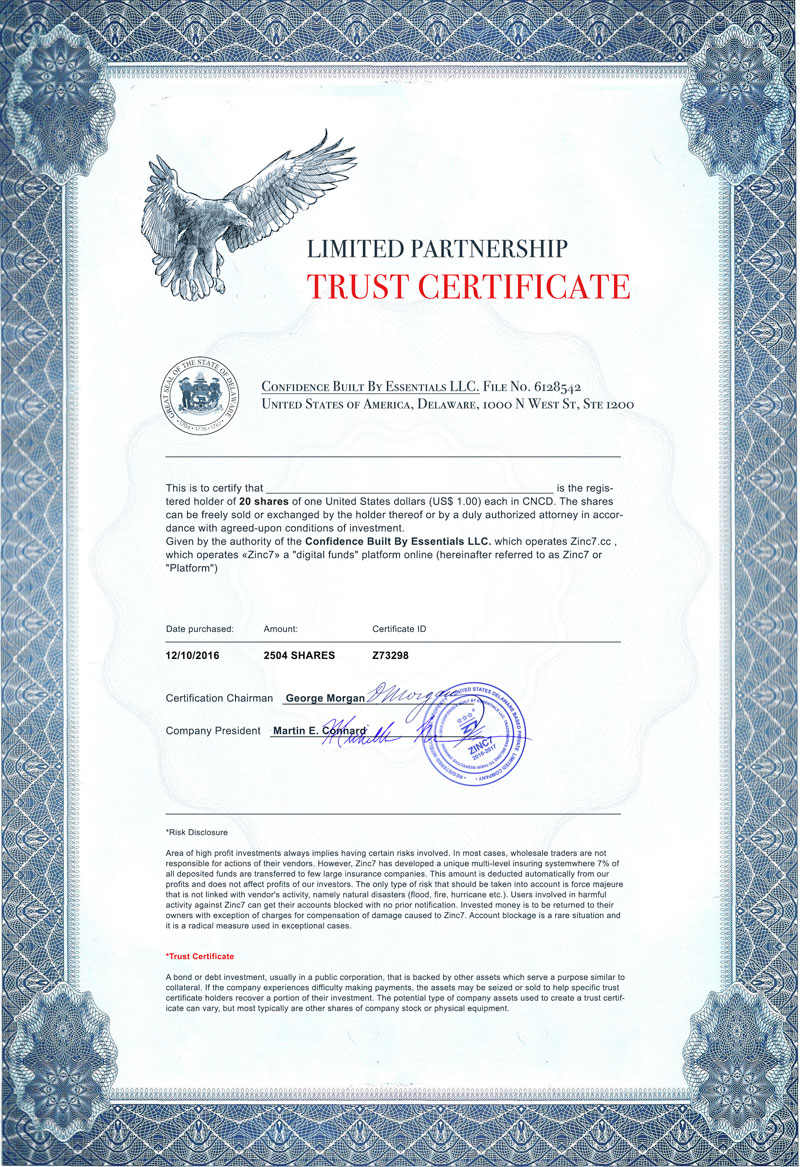 LIMITED PARTNERSHIP
TRUST CERTIFICATE
GREAT SEAL OF THE STATE OF DELAWARE
1776
Confidence Built By Essentials LLC. File No. 6128542
United States of America, Delaware, 1000 N West St, Ste 1200
This is to certify that ______ is the regis-
tered holder of 20 shares of one United States dollars (US$ 1.00) each in CNCD. The shares
can be freely sold or exchanged by the holder thereof or by a duly authorized attorney in accor-
dance with agreed-upon conditions of investment.
Given by the authority of the Confidence Built By Essentials LLC. which operates Zinc7.cc ,
which operates «Zinc7» a "digital funds" platform online (hereinafter referred to as Zinc7 or
"Platform")
Date purchased: Amount: Certificate ID
12/10/2016 2504 SHARES Z73298
Certification Chairman George Morgan
Company President Martin E. Connard
ZINC7
2016-2017
*Risk Disclosure
Area of high profit investments always implies having certain risks involved. In most cases, wholesale traders are not
responsible for actions of their vendors. However, Zinc7 has developed a unique multi-level insuring systemwhere 7% of
all deposited funds are transferred to few large insurance companies. This amount is deducted automatically from our
profits and does not affect profits of our investors. The only type of risk that should be taken into account is force majeure
that is not linked with vendor's activity, namely natural disasters (flood, fire, hurricane etc.). Users involved in harmful
activity against Zinc7 can get their accounts blocked with no prior notification. Invested money is to be returned to their
owners with exception of charges for compensation of damage caused to Zinc7. Account blockage is a rare situation and
it is a radical measure used in exceptional cases.
*Trust Certificate
A bond or debt investment, usually in a public corporation, that is backed by other assets which serve a purpose similar to
collateral. If the company experiences difficulty making payments, the assets may be seized or sold to help specific trust
certificate holders recover a portion of their investment. The potential type of company assets used to create a trust certif-
icate can vary, but most typically are other shares of company stock or physical equipment.